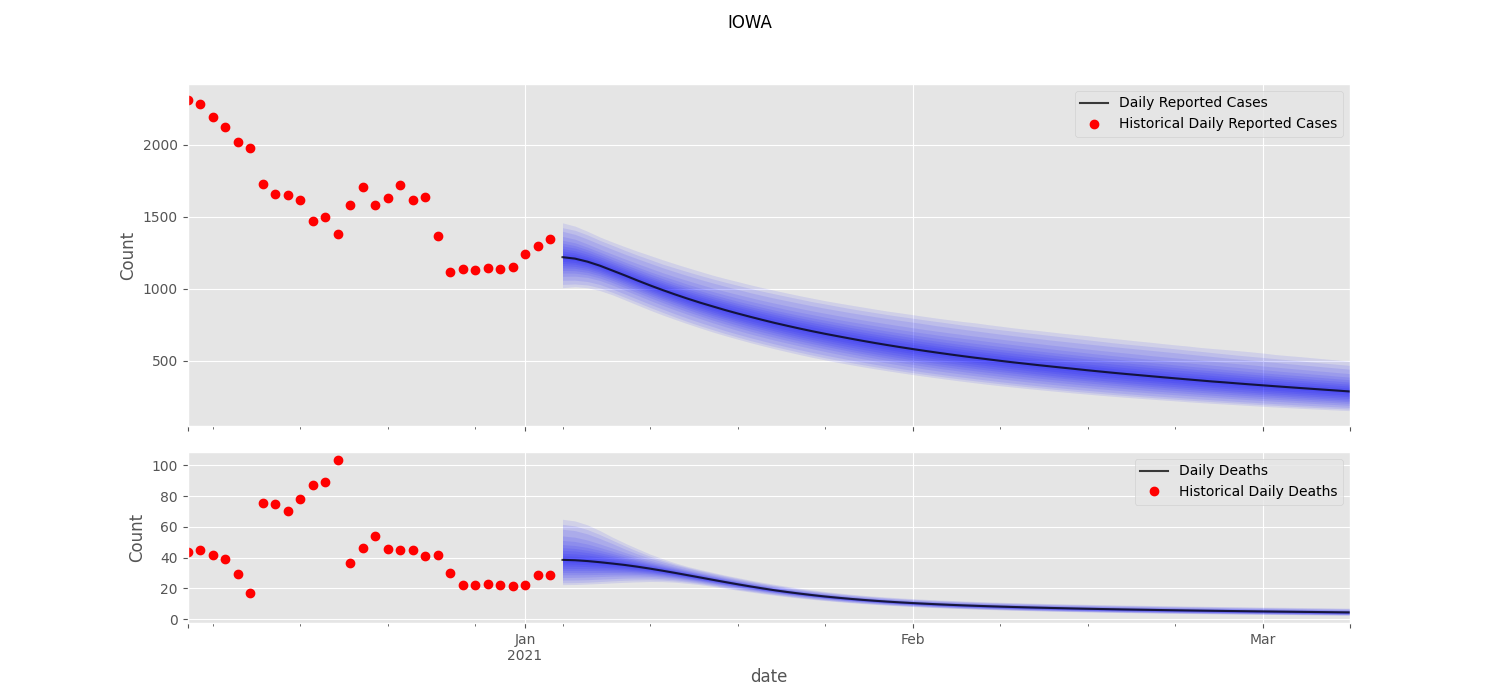 IOWA
Daily Reported Cases
Historical Daily Reported Cases
2000
1500
1000
500
Count
Daily Deaths
Historical Daily Deaths
100
80
60
40
20
0
Count
Jan
2021
Feb
Mar
date